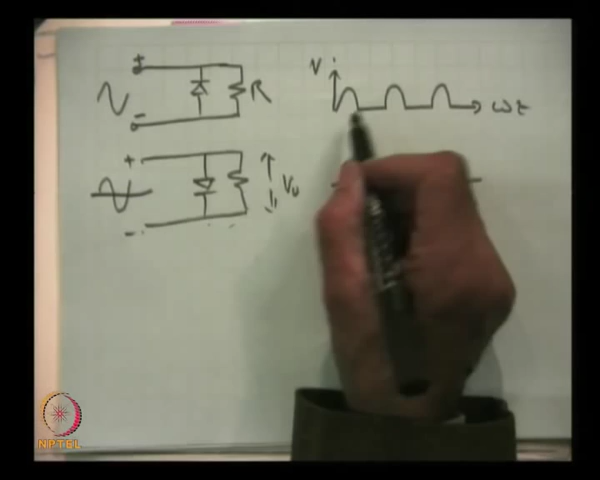 +
R
-
V
ωt
+
V₀
-
NPTEL